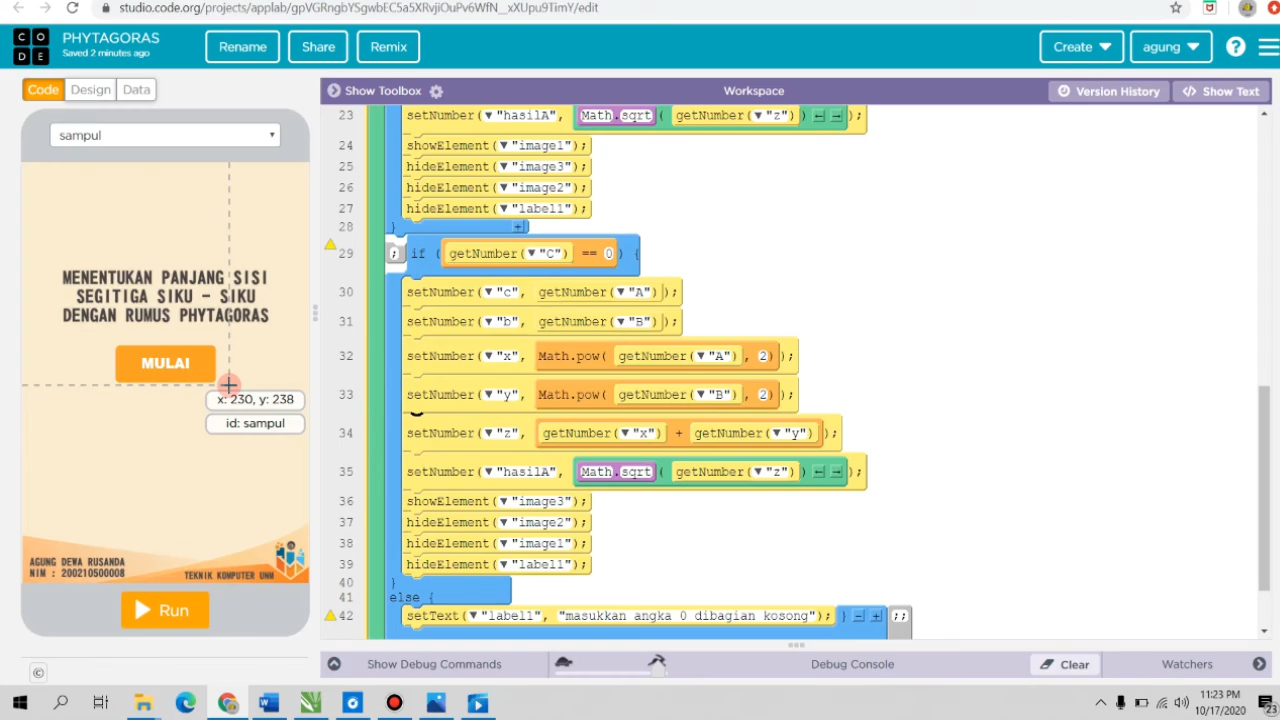 studio.code.org/projects/applab/gpVGRngbYSgwbEC5a5XRvjiOuPv6WfN__xXUpu9TimY/edit
CO
DE
PHYTAGORAS
Saved 2 minutes ago
Rename
Share
Remix
Create
agung
?
Code
Design
Data
Show Toolbox
Workspace
Version History
</> Show Text
sampul
MENENTUKAN PANJANG SISI
SEGITIGA SIKU - SIKU
DENGAN RUMUS PHYTAGORAS
MULAI
x: 230, y: 238
id: sampul
AGUNG DEWA RUSANDA
NIM : 200210500008
TEKNIK KOMPUTER UNM
Run
23 setNumber("hasilA", Math.sqrt( getNumber("z") ) );
24 showElement("image1");
25 hideElement("image3");
26 hideElement("image2");
27 hideElement("label1");
28 }
29 ; if ( getNumber("C") == 0 ) {
30 setNumber("c", getNumber("A") );
31 setNumber("b", getNumber("B") );
32 setNumber("x", Math.pow( getNumber("A") , 2) );
33 setNumber("y", Math.pow( getNumber("B") , 2) );
34 setNumber("z", getNumber("x") + getNumber("y") );
35 setNumber("hasilA", Math.sqrt( getNumber("z") ) );
36 showElement("image3");
37 hideElement("image2");
38 hideElement("image1");
39 hideElement("label1");
40 }
41 else {
42 setText("label1", "masukkan angka 0 dibagian kosong"); } ;;
Show Debug Commands
Debug Console
Clear
Watchers
11:23 PM
10/17/2020
23